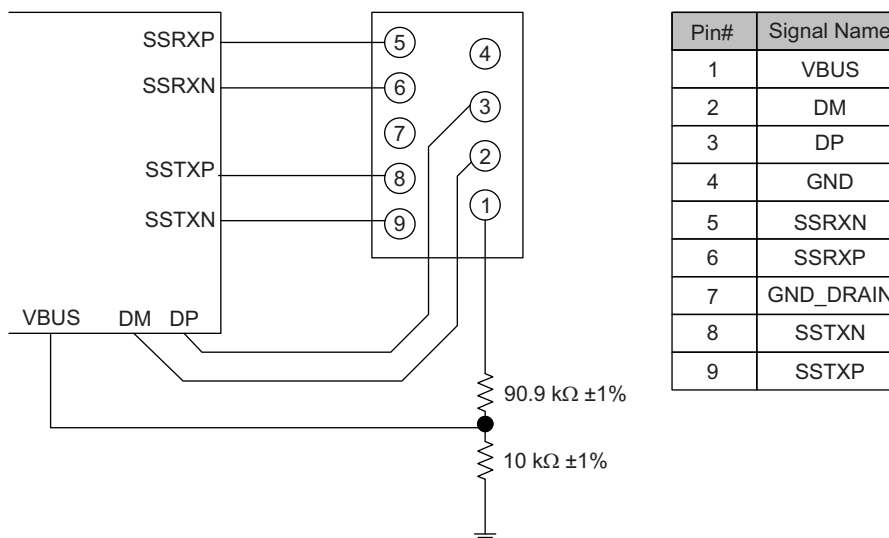 SSRXP
SSRXN
SSTXP
SSTXN
VBUS DM DP
5
4
6
3
7
2
8
1
9
90.9 kΩ ±1%
10 kΩ ±1%
Pin# Signal Name
1 VBUS
2 DM
3 DP
4 GND
5 SSRXN
6 SSRXP
7 GND_DRAIN
8 SSTXN
9 SSTXP